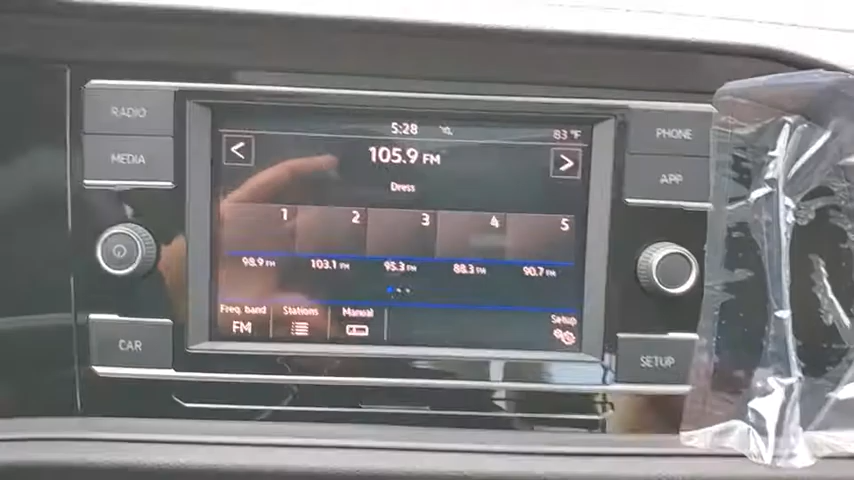 RADIO
MEDIA
CAR
5:28
83 °F
<
105.9 FM
>
Dress
1 2 3 4 5
98.9 FM 103.1 FM 95.3 FM 88.3 FM 90.7 FM
Freq. band Stations Manual Setup
FM
PHONE
APP
SETUP